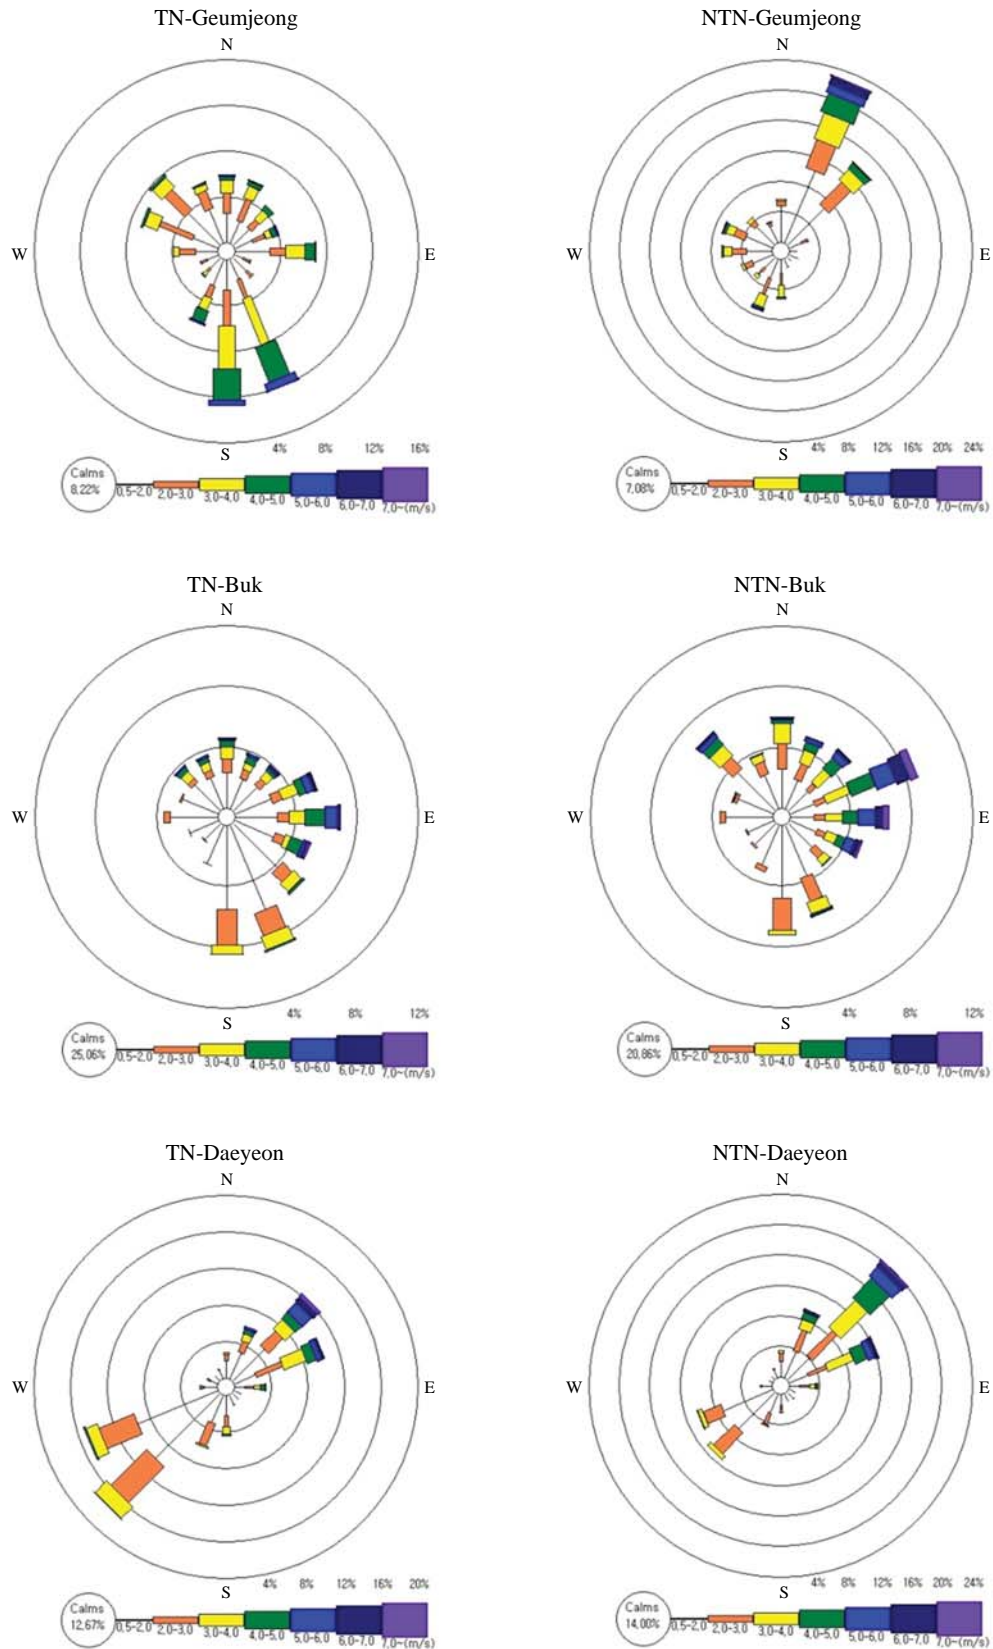 TN-Geumjeong
N
W
E
S
4% 8% 12% 16%
Calms
8,22%
0,5-2,0 2,0-3,0 3,0-4,0 4,0-5,0 5,0-6,0 6,0-7,0 7,0~(m/s)
NTN-Geumjeong
N
W
E
S
4% 8% 12% 16% 20% 24%
Calms
7,08%
0,5-2,0 2,0-3,0 3,0-4,0 4,0-5,0 5,0-6,0 6,0-7,0 7,0~(m/s)
TN-Buk
N
W
E
S
4% 8% 12%
Calms
25,06%
0,5-2,0 2,0-3,0 3,0-4,0 4,0-5,0 5,0-6,0 6,0-7,0 7,0~(m/s)
NTN-Buk
N
W
E
S
4% 8% 12%
Calms
20,86%
0,5-2,0 2,0-3,0 3,0-4,0 4,0-5,0 5,0-6,0 6,0-7,0 7,0~(m/s)
TN-Daeyeon
N
W
E
S
4% 8% 12% 16% 20%
Calms
12,67%
0,5-2,0 2,0-3,0 3,0-4,0 4,0-5,0 5,0-6,0 6,0-7,0 7,0~(m/s)
NTN-Daeyeon
N
W
E
S
4% 8% 12% 16% 20% 24%
Calms
14,00%
0,5-2,0 2,0-3,0 3,0-4,0 4,0-5,0 5,0-6,0 6,0-7,0 7,0~(m/s)